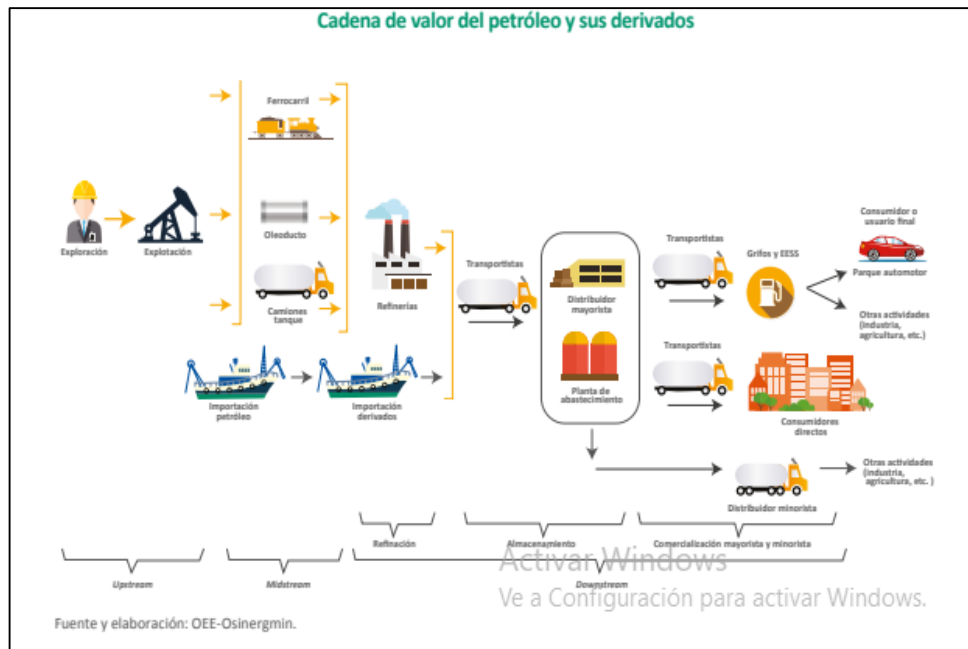 Cadena de valor del petróleo y sus derivados
Ferrocarril
Exploración
Explotación
Oleoducto
Camiones
tanque
Refinerías
Importación
petróleo
Importación
derivados
Transportistas
Distribuidor
mayorista
Planta de
abastecimiento
Transportistas
Grifos y EESS
Consumidor o
usuario final
Parque automotor
Otras actividades
(industria,
agricultura, etc.)
Transportistas
Consumidores
directos
Distribuidor minorista
Otras actividades
(industria,
agricultura, etc. )
Refinación
Almacenamiento
Comercialización mayorista y minorista
Upstream
Midstream
Downstream
Activar Windows
Ve a Configuración para activar Windows.
Fuente y elaboración: OEE-Osinergmin.